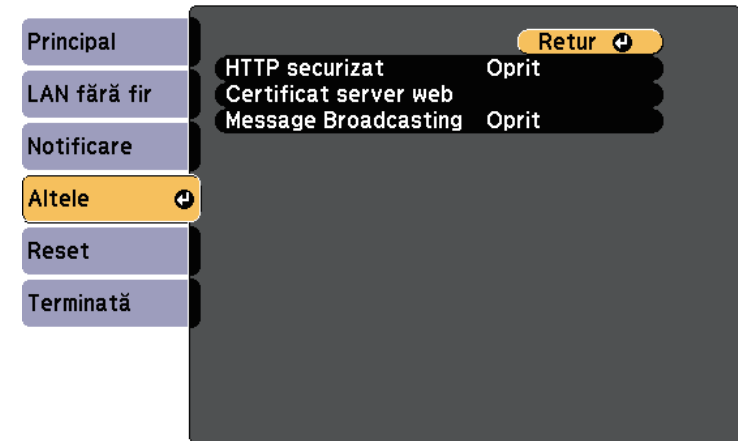 Principal
LAN fără fir
Notificare
Altele
Reset
Terminată
Retur
HTTP securizat Oprit
Certificat server web
Message Broadcasting Oprit